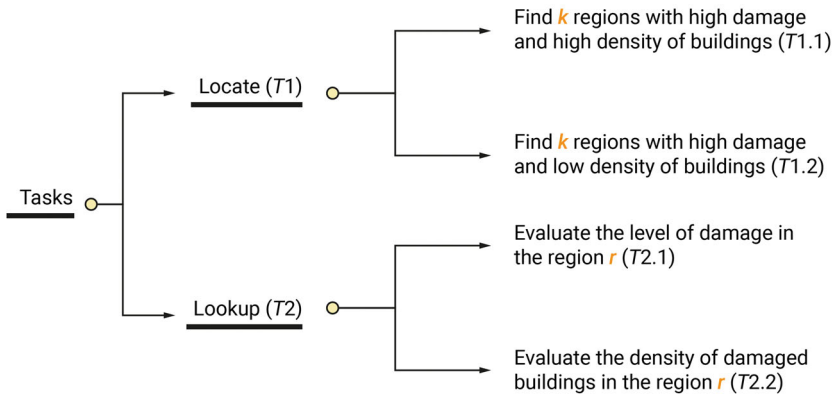 Find k regions with high damage
and high density of buildings (T1.1)
Locate (T1)
Find k regions with high damage
and low density of buildings (T1.2)
Tasks
Evaluate the level of damage in
the region r (T2.1)
Lookup (T2)
Evaluate the density of damaged
buildings in the region r (T2.2)